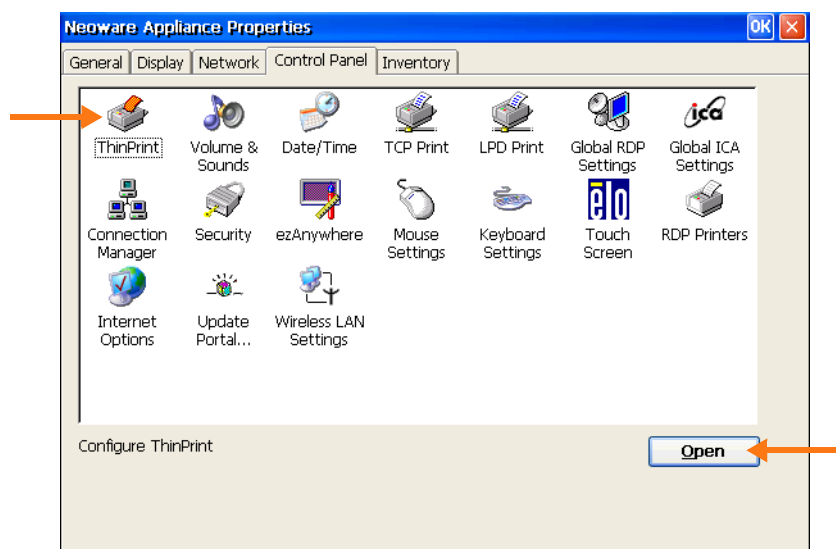 Neoware Appliance Properties OK
General Display Network Control Panel Inventory
ica
ThinPrint Volume & Sounds Date/Time TCP Print LPD Print Global RDP Settings Global ICA Settings
elo
Connection Manager Security ezAnywhere Mouse Settings Keyboard Settings Touch Screen RDP Printers
Internet Options Update Portal... Wireless LAN Settings
Configure ThinPrint Open